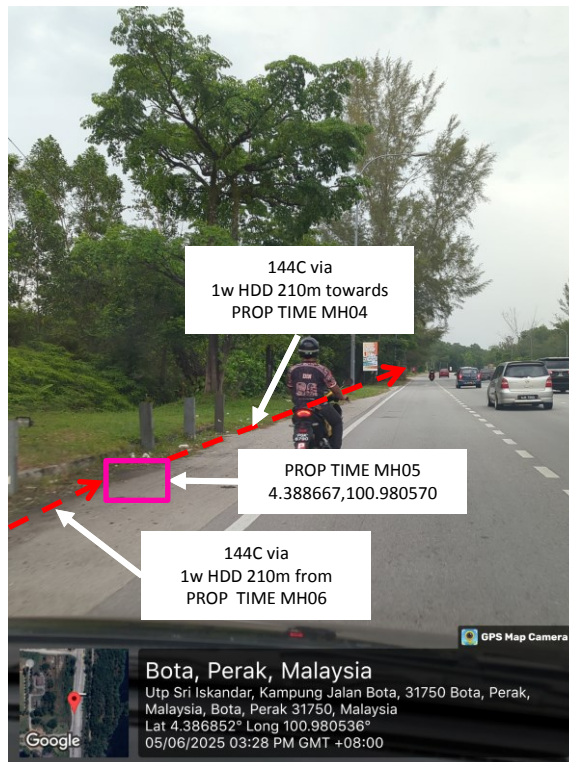 144C via
1w HDD 210m towards
PROP TIME MH04
PROP TIME MH05
4.388667,100.980570
144C via
1w HDD 210m from
PROP TIME MH06
GPS Map Camera
Google
Bota, Perak, Malaysia
Utp Sri Iskandar, Kampung Jalan Bota, 31750 Bota, Perak,
Malaysia, Bota, Perak 31750, Malaysia
Lat 4.386852° Long 100.980536°
05/06/2025 03:28 PM GMT +08:00